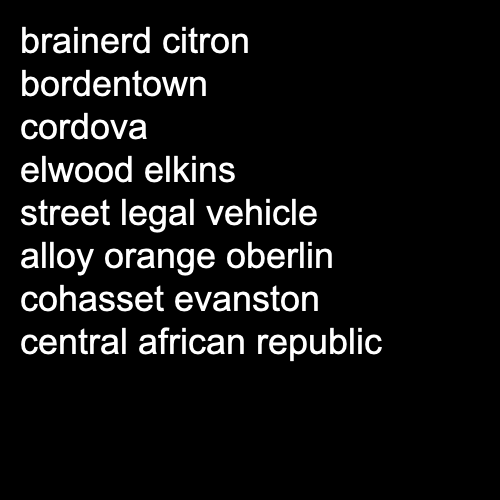 brainerd citron
bordentown
cordova
elwood elkins
street legal vehicle
alloy orange oberlin
cohasset evanston
central african republic